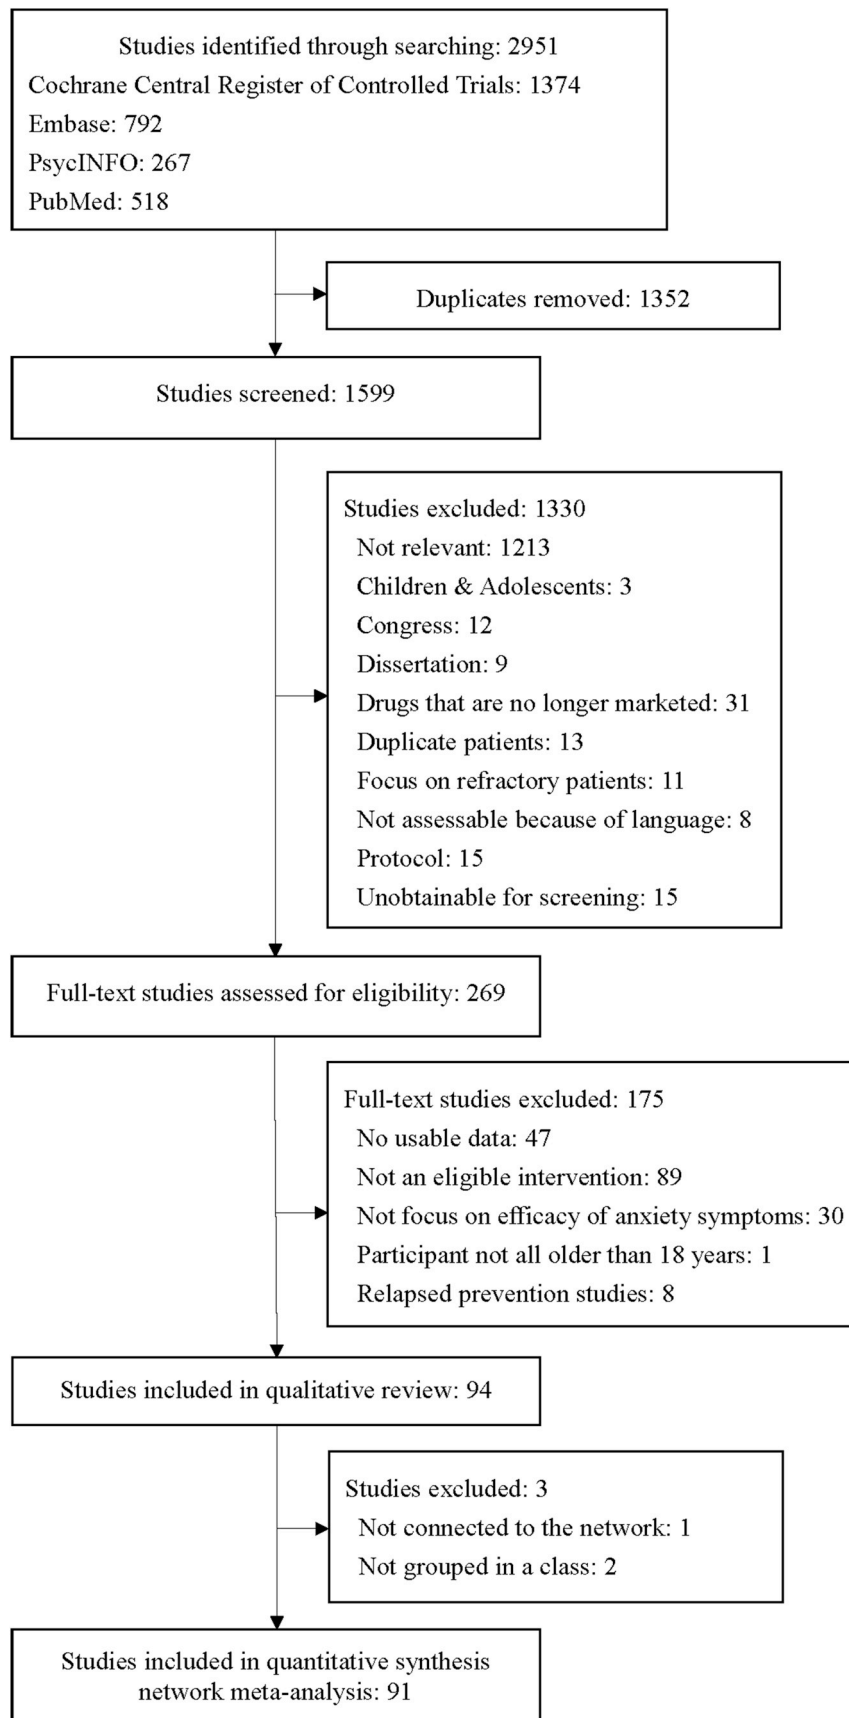 Studies identified through searching: 2951
Cochrane Central Register of Controlled Trials: 1374
Embase: 792
PsycINFO: 267
PubMed: 518
Duplicates removed: 1352
Studies screened: 1599
Studies excluded: 1330
Not relevant: 1213
Children & Adolescents: 3
Congress: 12
Dissertation: 9
Drugs that are no longer marketed: 31
Duplicate patients: 13
Focus on refractory patients: 11
Not assessable because of language: 8
Protocol: 15
Unobtainable for screening: 15
Full-text studies assessed for eligibility: 269
Full-text studies excluded: 175
No usable data: 47
Not an eligible intervention: 89
Not focus on efficacy of anxiety symptoms: 30
Participant not all older than 18 years: 1
Relapsed prevention studies: 8
Studies included in qualitative review: 94
Studies excluded: 3
Not connected to the network: 1
Not grouped in a class: 2
Studies included in quantitative synthesis
network meta-analysis: 91